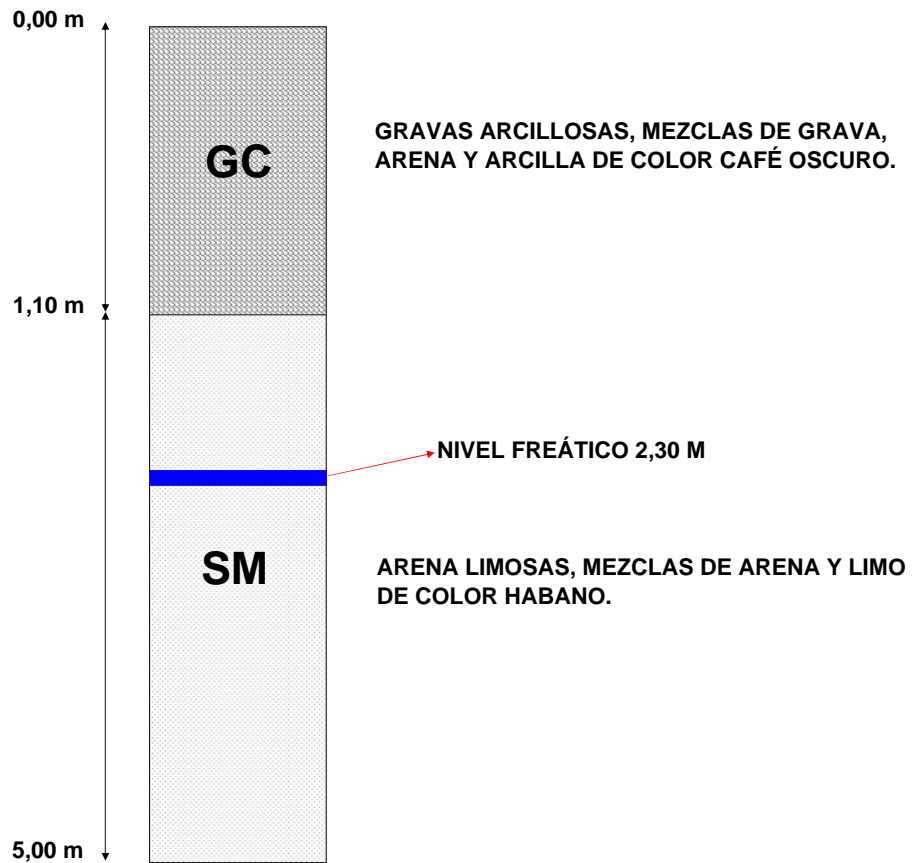 0,00 m
GC
GRAVAS ARCILLOSAS, MEZCLAS DE GRAVA,
ARENA Y ARCILLA DE COLOR CAFÉ OSCURO.
1,10 m
NIVEL FREÁTICO 2,30 M
SM
ARENA LIMOSAS, MEZCLAS DE ARENA Y LIMO
DE COLOR HABANO.
5,00 m